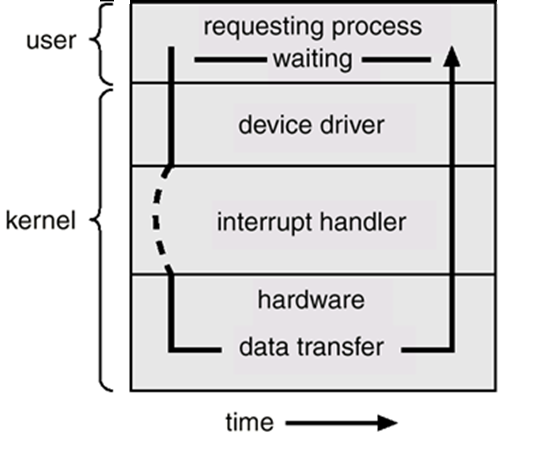 requesting process
user
waiting
device driver
kernel
interrupt handler
hardware
data transfer
time